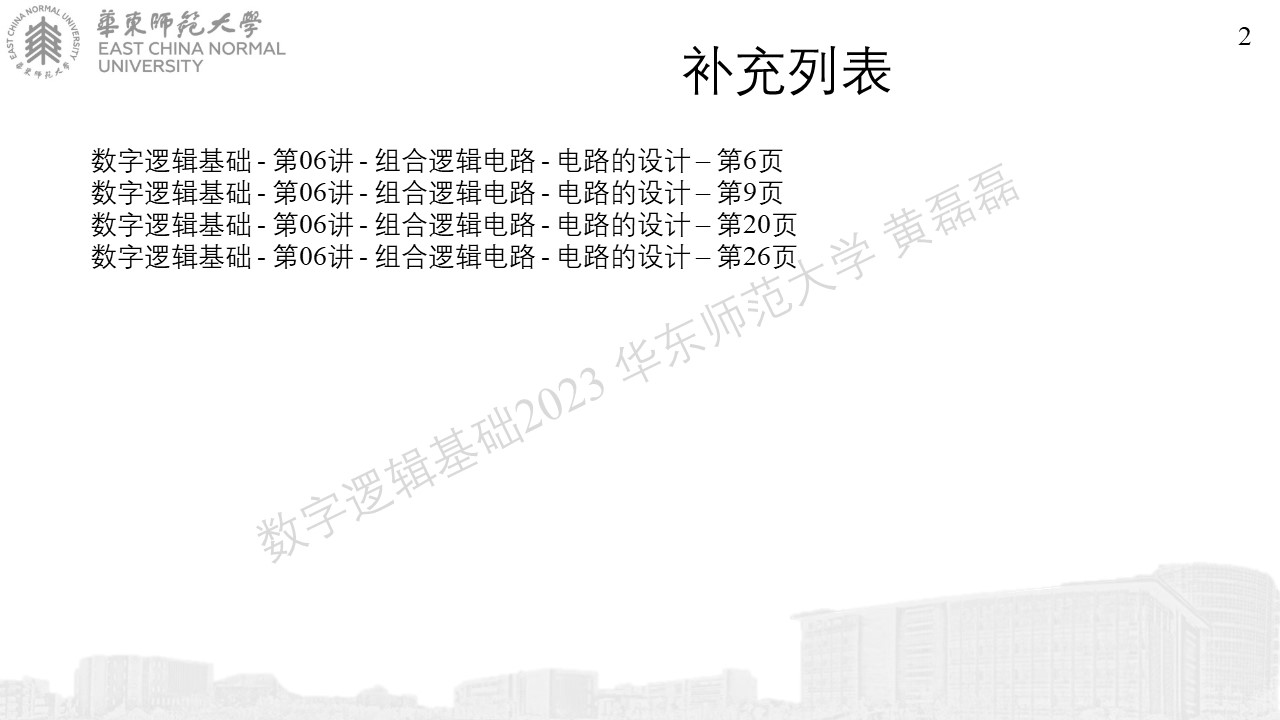 EAST CHINA NORMAL UNIVERSITY
華東師范大學
華東師范大學
EAST CHINA NORMAL
UNIVERSITY
2
补充列表
数字逻辑基础 - 第06讲 - 组合逻辑电路 - 电路的设计 – 第6页
数字逻辑基础 - 第06讲 - 组合逻辑电路 - 电路的设计 – 第9页
数字逻辑基础 - 第06讲 - 组合逻辑电路 - 电路的设计 – 第20页
数字逻辑基础 - 第06讲 - 组合逻辑电路 - 电路的设计 – 第26页
数字逻辑基础2023 华东师范大学 黄磊磊